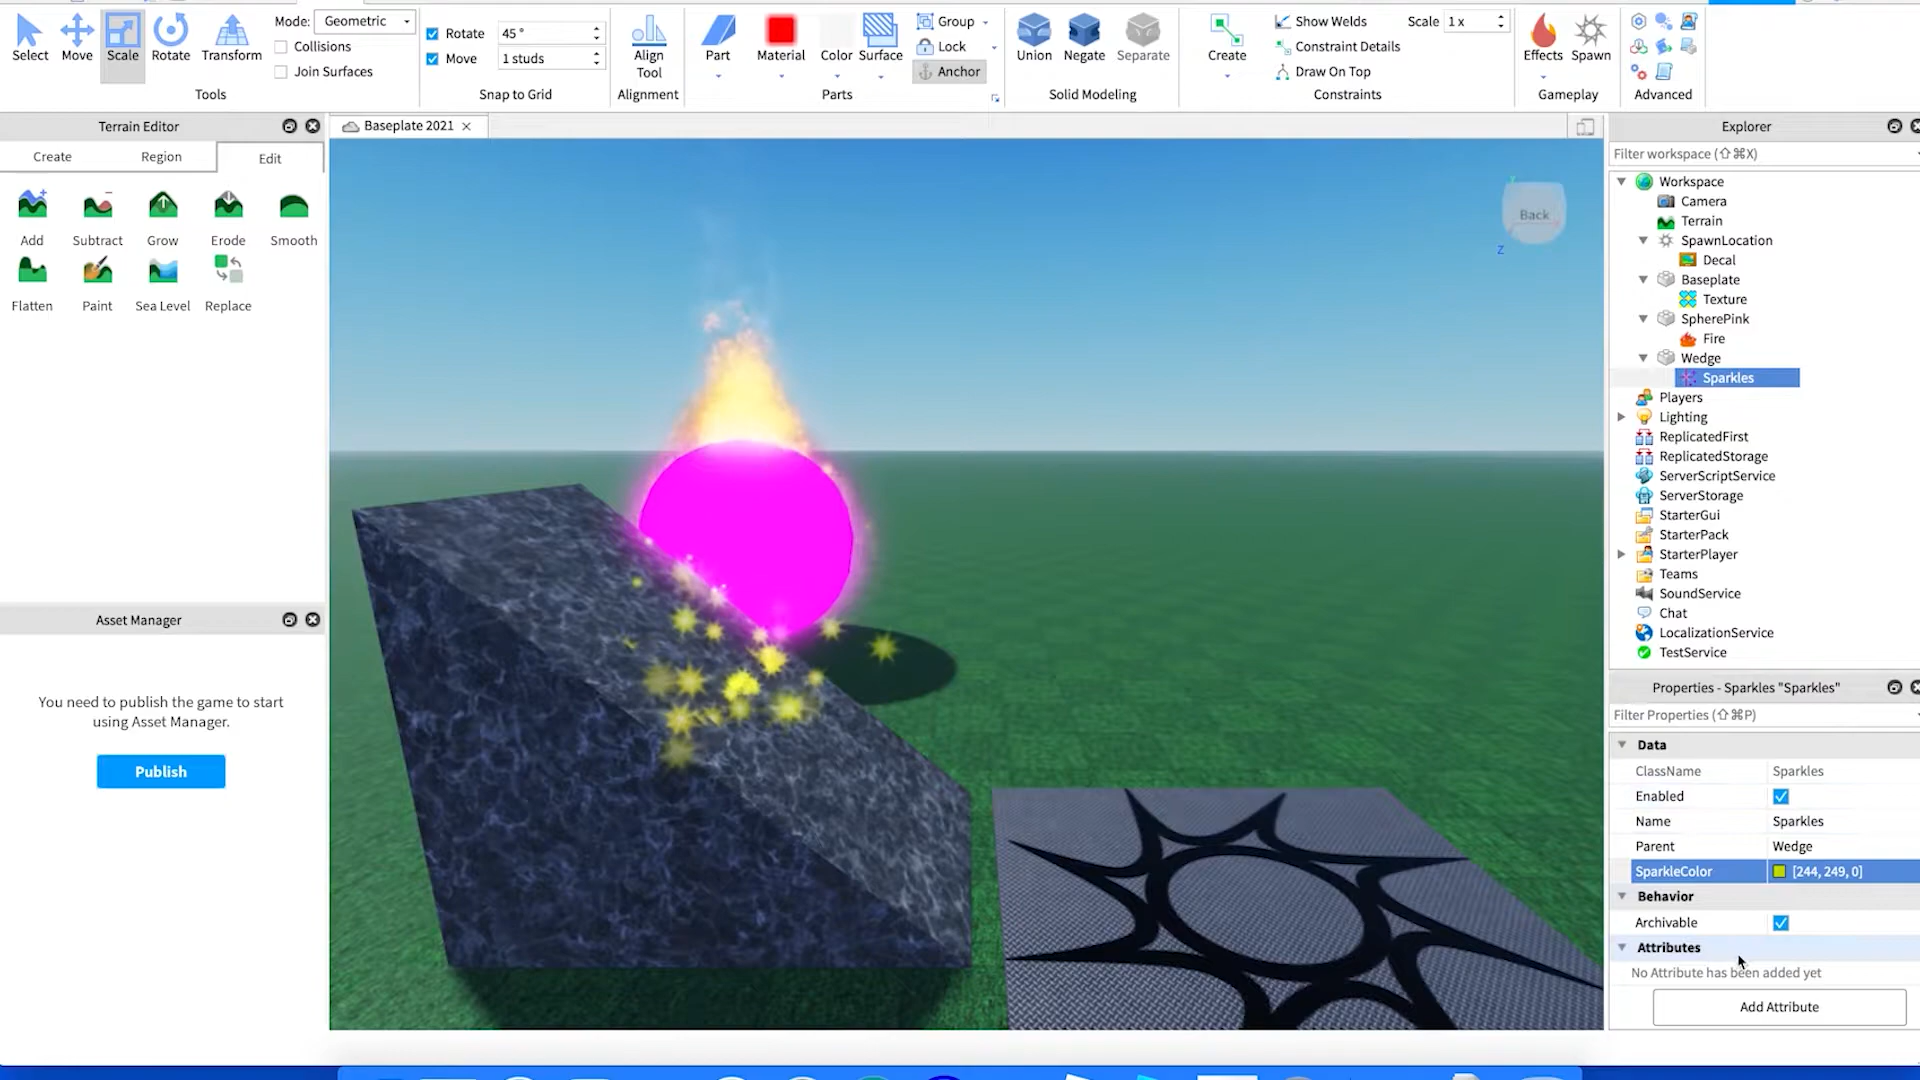 Mode: Geometric
Select Move Scale Rotate Transform
Collisions
Join Surfaces
Tools
Rotate 45 °
Move 1 studs
Snap to Grid
Align Tool
Alignment
Part Material Color Surface
Group
Lock
Anchor
Parts
Union Negate Separate
Solid Modeling
Create
Show Welds Scale 1 x
Constraint Details
Draw On Top
Constraints
Effects Spawn
Gameplay
Advanced
Terrain Editor
Create Region Edit
Add Subtract Grow Erode Smooth
Flatten Paint Sea Level Replace
Asset Manager
You need to publish the game to start
using Asset Manager.
Publish
Baseplate 2021
Back
Z
Explorer
Filter workspace (⇧⌘X)
Workspace
Camera
Terrain
SpawnLocation
Decal
Baseplate
Texture
SpherePink
Fire
Wedge
Sparkles
Players
Lighting
ReplicatedFirst
ReplicatedStorage
ServerScriptService
ServerStorage
StarterGui
StarterPack
StarterPlayer
Teams
SoundService
Chat
LocalizationService
TestService
Properties - Sparkles "Sparkles"
Filter Properties (⇧⌘P)
Data
ClassName Sparkles
Enabled
Name Sparkles
Parent Wedge
SparkleColor [244, 249, 0]
Behavior
Archivable
Attributes
No Attribute has been added yet
Add Attribute